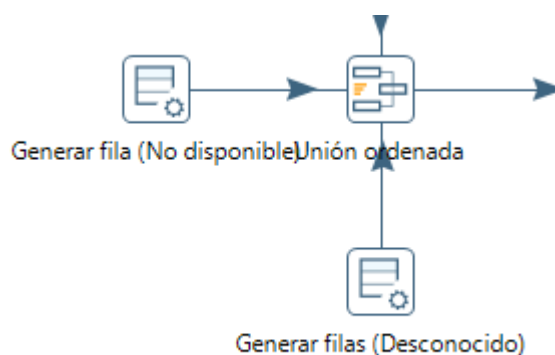 Generar fila (No disponible)
Unión ordenada
Generar filas (Desconocido)